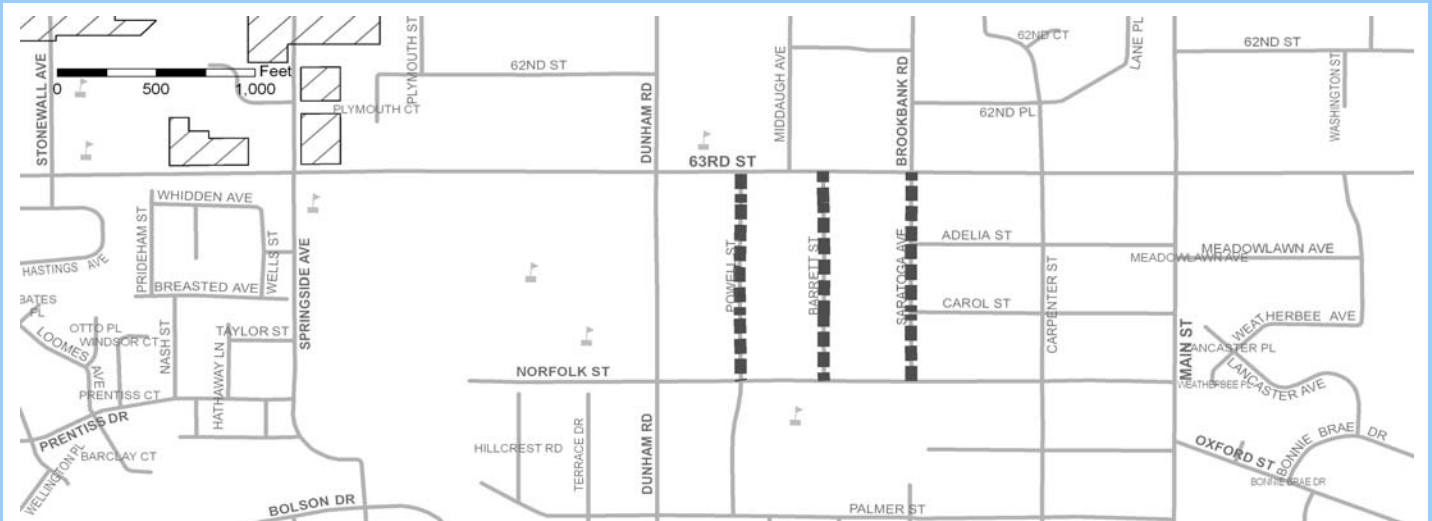 62ND CT
LANE PL
62ND ST
PLYMOUTH ST
STONEWALL AVE
Feet
0 500 1,000
62ND ST
PLYMOUTH CT
DUNHAM RD
MIDDAUGH AVE
BROOKBANK RD
62ND PL
WASHINGTON ST
63RD ST
WHIDDEN AVE
PRIDEHAM ST
WELLS ST
SPRINGSIDE AVE
HASTINGS AVE
BREASTED AVE
POWELL ST
BARRETT ST
SARATOGA AVE
ADELIA ST
CAROL ST
CARPENTER ST
MEADOWLAWN AVE
MEADOWLAWN AVE
BATES
PL
LOOMES AVE
OTTO PL
WINDSOR CT
NASH ST
TAYLOR ST
HATHAWAY LN
PRENTISS CT
PRENTISS DR
BARCLAY CT
WELLINGTON PL
BOLSON DR
NORFOLK ST
HILLCREST RD
TERRACE DR
DUNHAM RD
PALMER ST
MAIN ST
WEATHERBEE AVE
LANCASTER PL
WEATHERBEE PL
LANCASTER AVE
OXFORD ST
BONNIE BRAE DR
BONNIE BRAE DR